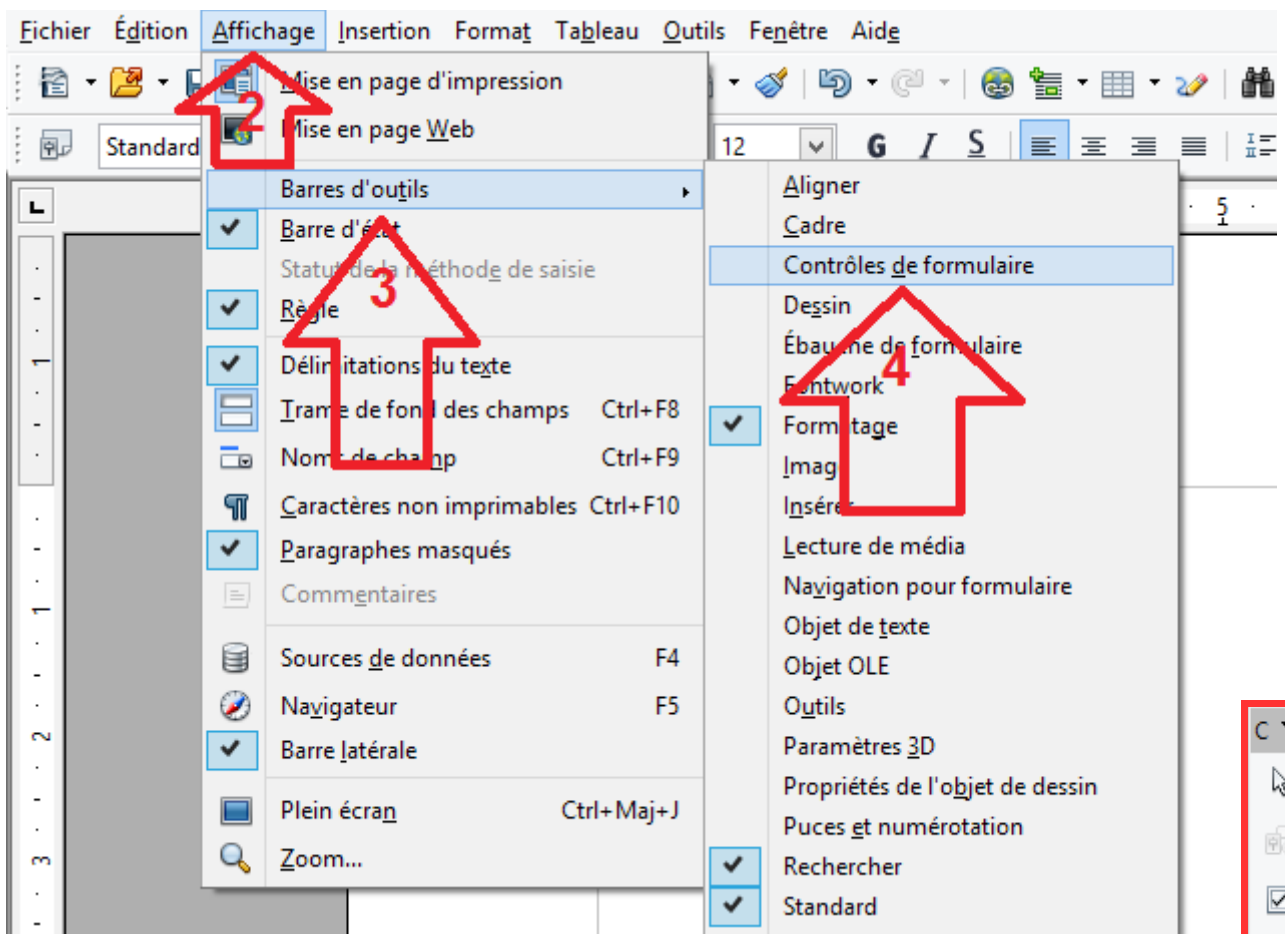 Fichier Édition Affichage Insertion Format Tableau Outils Fenêtre Aide
2
Standard
12
G I S
5
Mise en page d'impression
Mise en page Web
Barres d'outils
Barre d'état
Statut de la méthode de saisie
Règle
Délimitations du texte
Trame de fond des champs Ctrl+F8
Noms de champ Ctrl+F9
Caractères non imprimables Ctrl+F10
Paragraphes masqués
Commentaires
Sources de données F4
Navigateur F5
Barre latérale
Plein écran Ctrl+Maj+J
Zoom...
3
Aligner
Cadre
Contrôles de formulaire
Dessin
Ébauche de formulaire
Fontwork
Formatage
Image
Insérer
Lecture de média
Navigation pour formulaire
Objet de texte
Objet OLE
Outils
Paramètres 3D
Propriétés de l'objet de dessin
Puces et numérotation
Rechercher
Standard
4
1
1
2
3
C